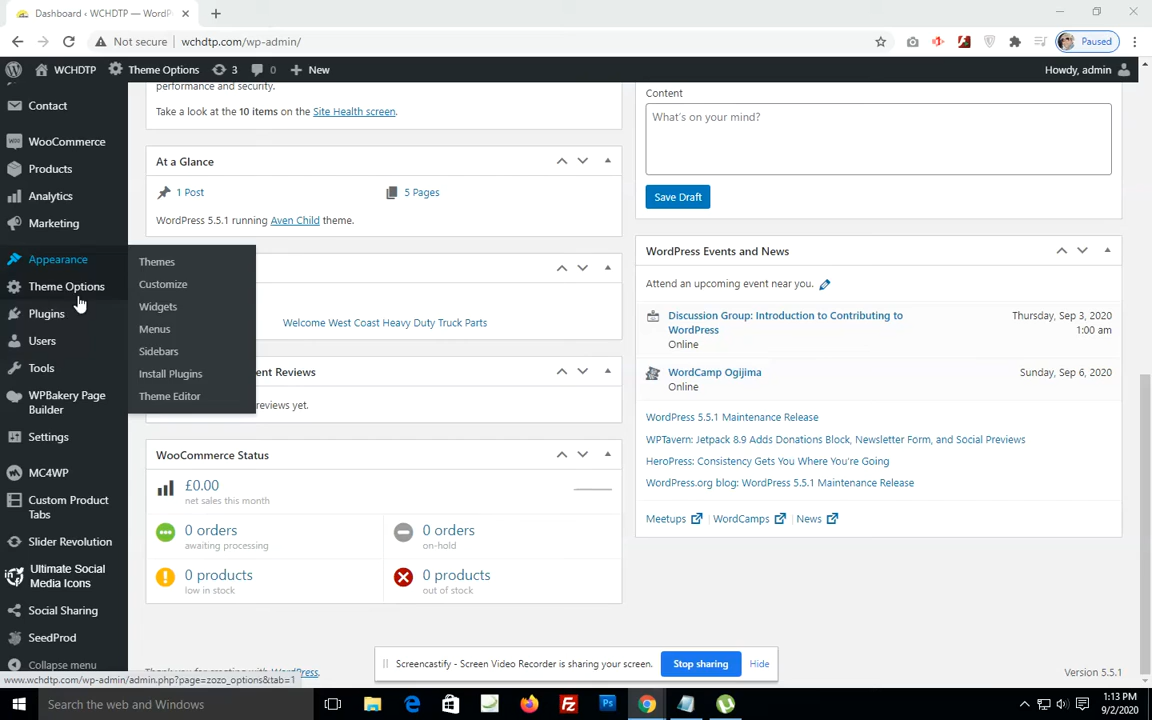 Dashboard ‹ WCHDTP — WordP
Not secure
wchdtp.com/wp-admin/
Paused
WCHDTP
Theme Options
3
0
New
Howdy, admin
Contact
WooCommerce
Products
Analytics
Marketing
Appearance
Theme Options
Plugins
Users
Tools
WPBakery Page
Builder
Settings
MC4WP
Custom Product
Tabs
Slider Revolution
Ultimate Social
Media Icons
Social Sharing
SeedProd
Collapse menu
Themes
Customize
Widgets
Menus
Sidebars
Install Plugins
Theme Editor
performance and security.
Take a look at the 10 items on the Site Health screen.
At a Glance
1 Post
5 Pages
WordPress 5.5.1 running Aven Child theme.
Welcome West Coast Heavy Duty Truck Parts
ent Reviews
reviews yet.
WooCommerce Status
£0.00
net sales this month
0 orders
awaiting processing
0 orders
on-hold
0 products
low in stock
0 products
out of stock
Content
What's on your mind?
Save Draft
WordPress Events and News
Attend an upcoming event near you.
Discussion Group: Introduction to Contributing to
WordPress
Online
Thursday, Sep 3, 2020
1:00 am
WordCamp Ogijima
Online
Sunday, Sep 6, 2020
WordPress 5.5.1 Maintenance Release
WPTavern: Jetpack 8.9 Adds Donations Block, Newsletter Form, and Social Previews
HeroPress: Consistency Gets You Where You're Going
WordPress.org blog: WordPress 5.5.1 Maintenance Release
Meetups
WordCamps
News
Thank you for creating with WordPress.
Version 5.5.1
Screencastify - Screen Video Recorder is sharing your screen.
Stop sharing
Hide
www.wchdtp.com/wp-admin/admin.php?page=zozo_options&tab=1
Search the web and Windows
1:13 PM
9/2/2020